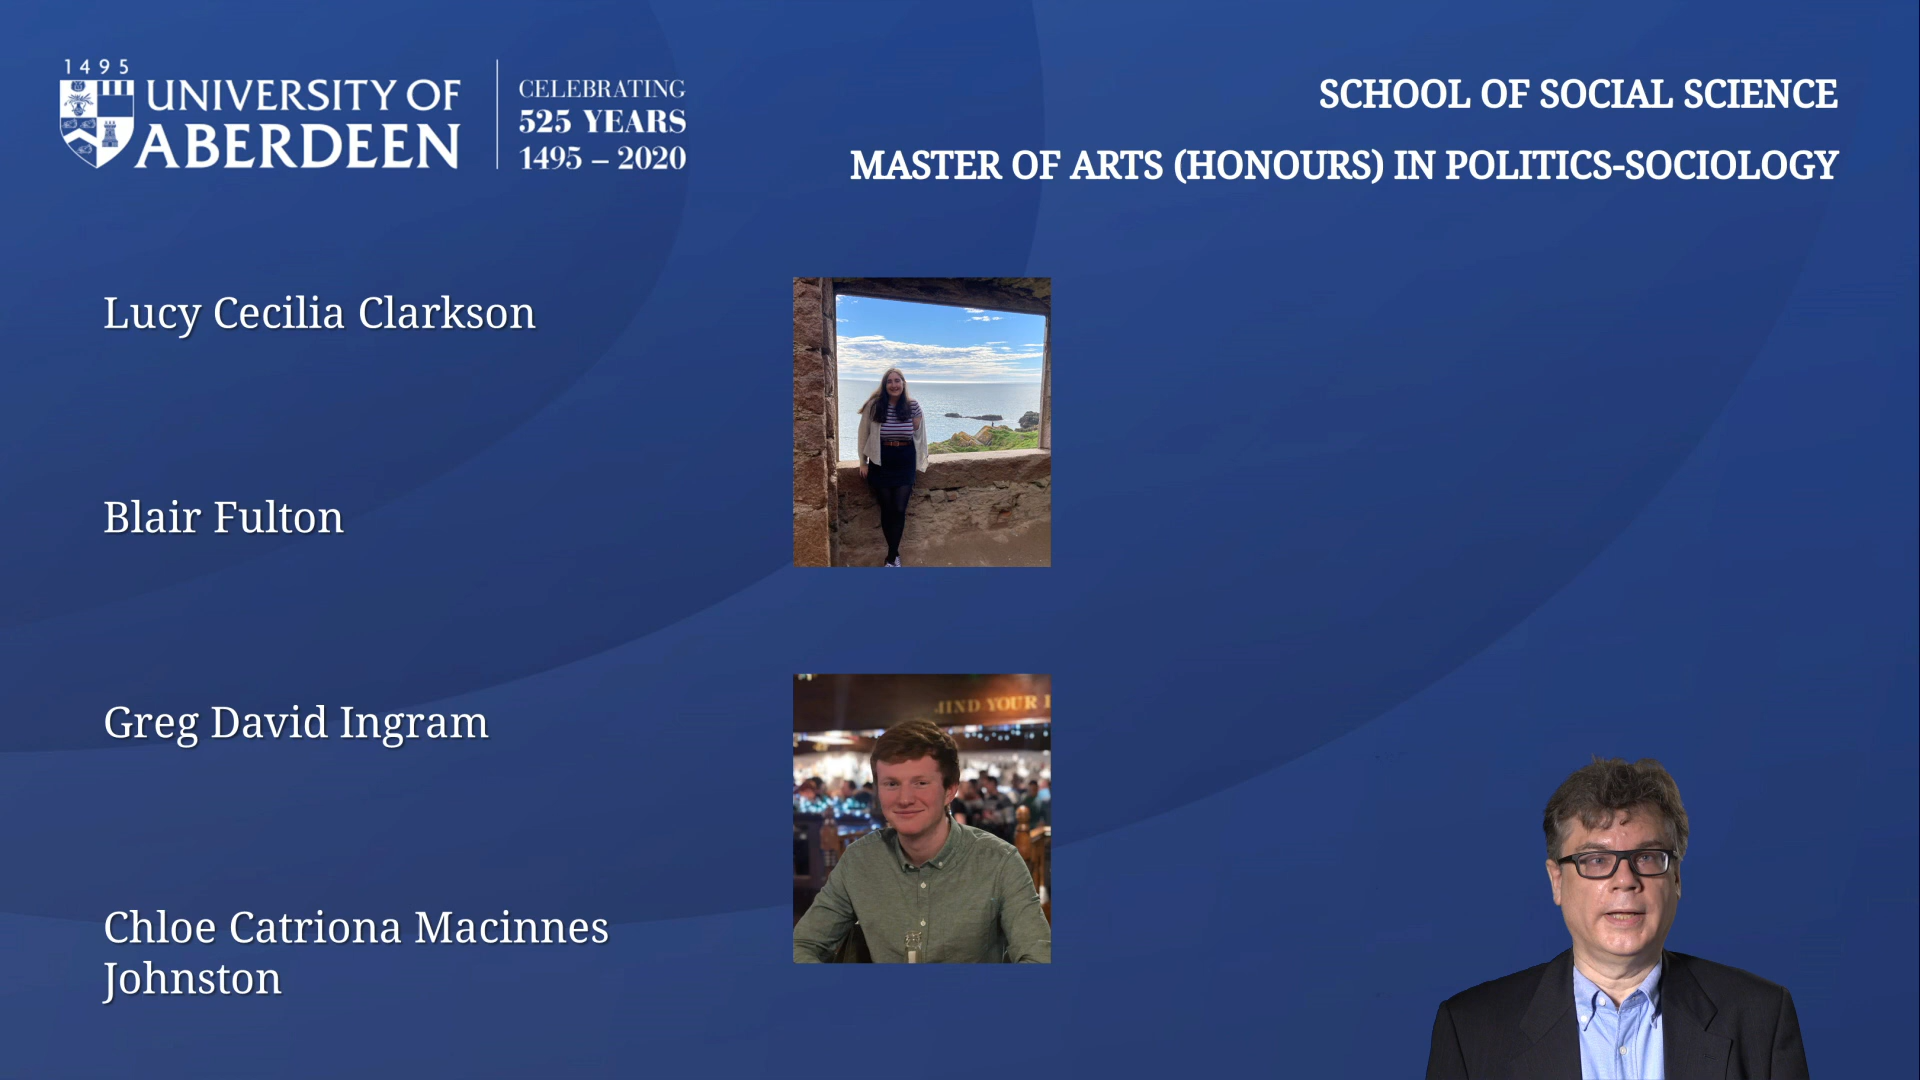 1495
UNIVERSITY OF
ABERDEEN
CELEBRATING
525 YEARS
1495 – 2020
SCHOOL OF SOCIAL SCIENCE
MASTER OF ARTS (HONOURS) IN POLITICS-SOCIOLOGY
Lucy Cecilia Clarkson
Blair Fulton
Greg David Ingram
YOUR
Chloe Catriona Macinnes
Johnston